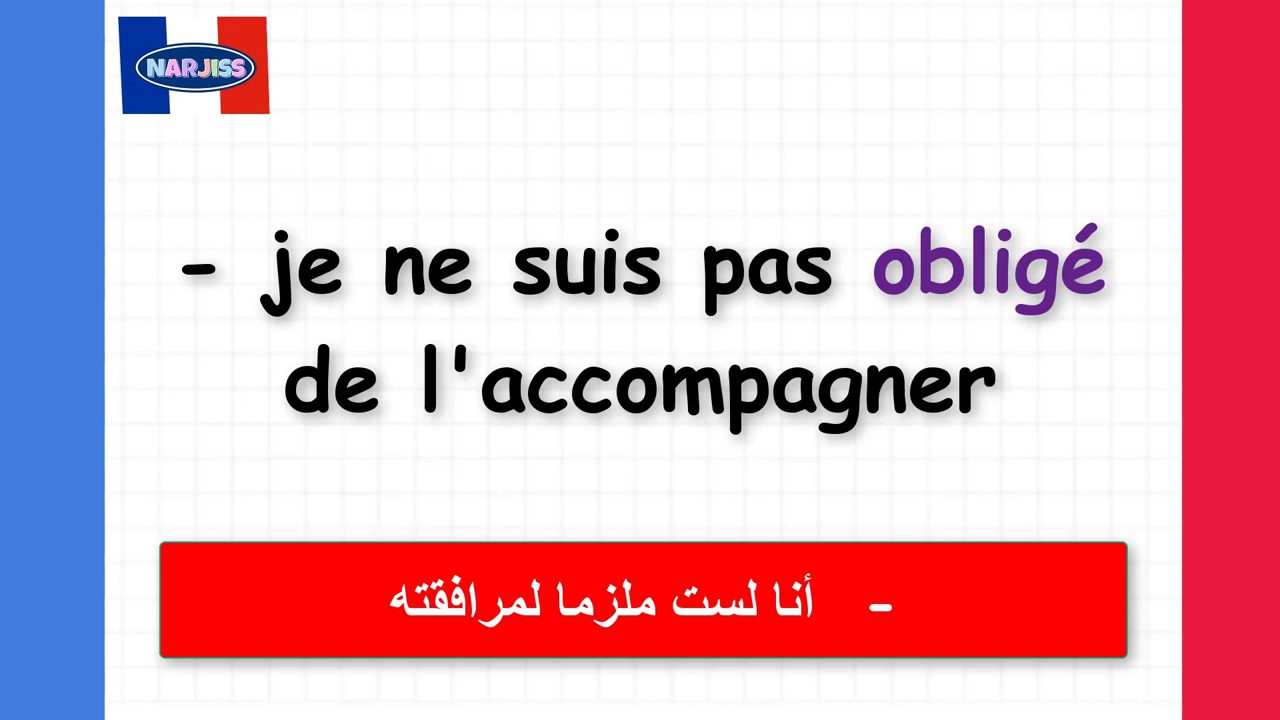 NARJISS
- je ne suis pas obligé
de l'accompagner
- أنا لست ملزما لمرافقته